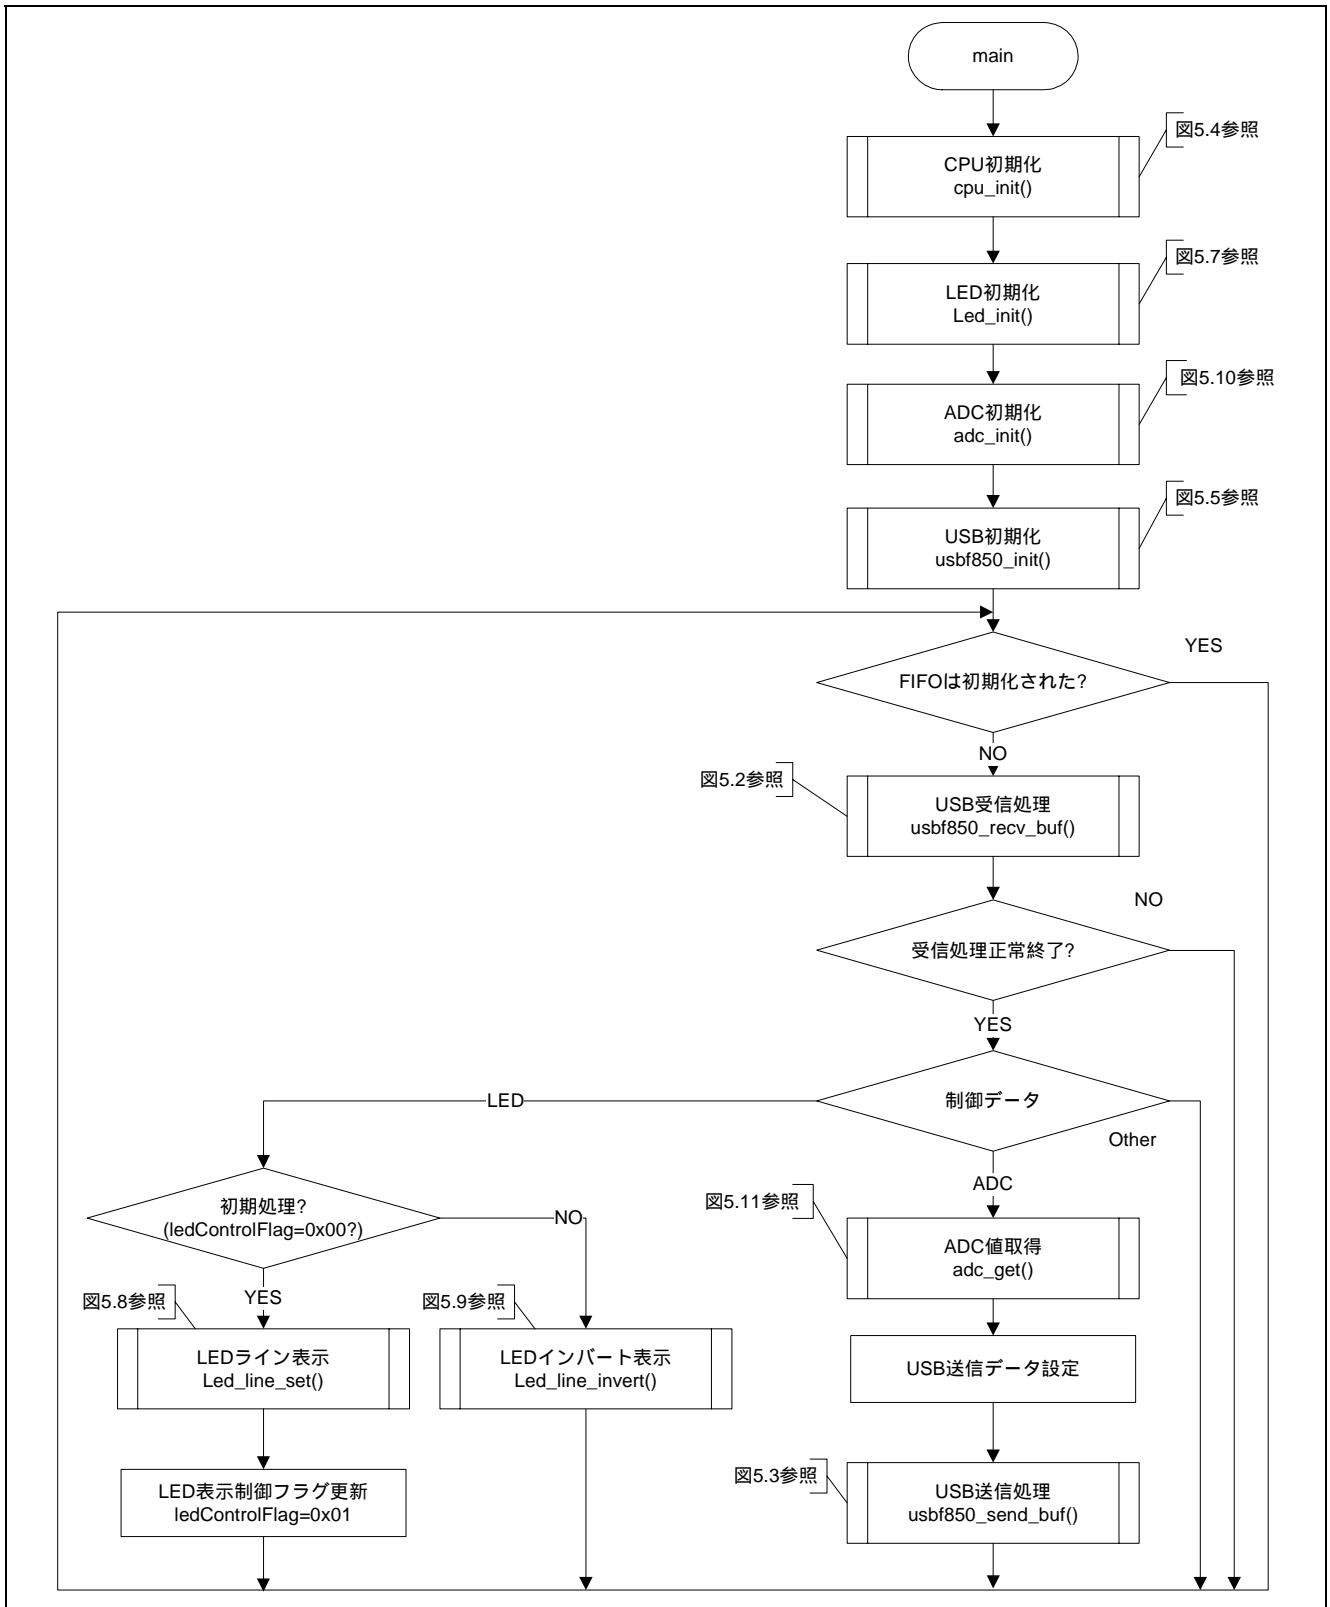 main
図5.4参照
CPU初期化
cpu_init()
図5.7参照
LED初期化
Led_init()
図5.10参照
ADC初期化
adc_init()
図5.5参照
USB初期化
usbf850_init()
YES
FIFOは初期化された?
NO
図5.2参照
USB受信処理
usbf850_recv_buf()
NO
受信処理正常終了?
YES
制御データ
LED
Other
ADC
初期処理?
(ledControlFlag=0x00?)
NO
YES
図5.11参照
ADC値取得
adc_get()
図5.8参照
LEDライン表示
Led_line_set()
図5.9参照
LEDインバート表示
Led_line_invert()
USB送信データ設定
LED表示制御フラグ更新
ledControlFlag=0x01
図5.3参照
USB送信処理
usbf850_send_buf()